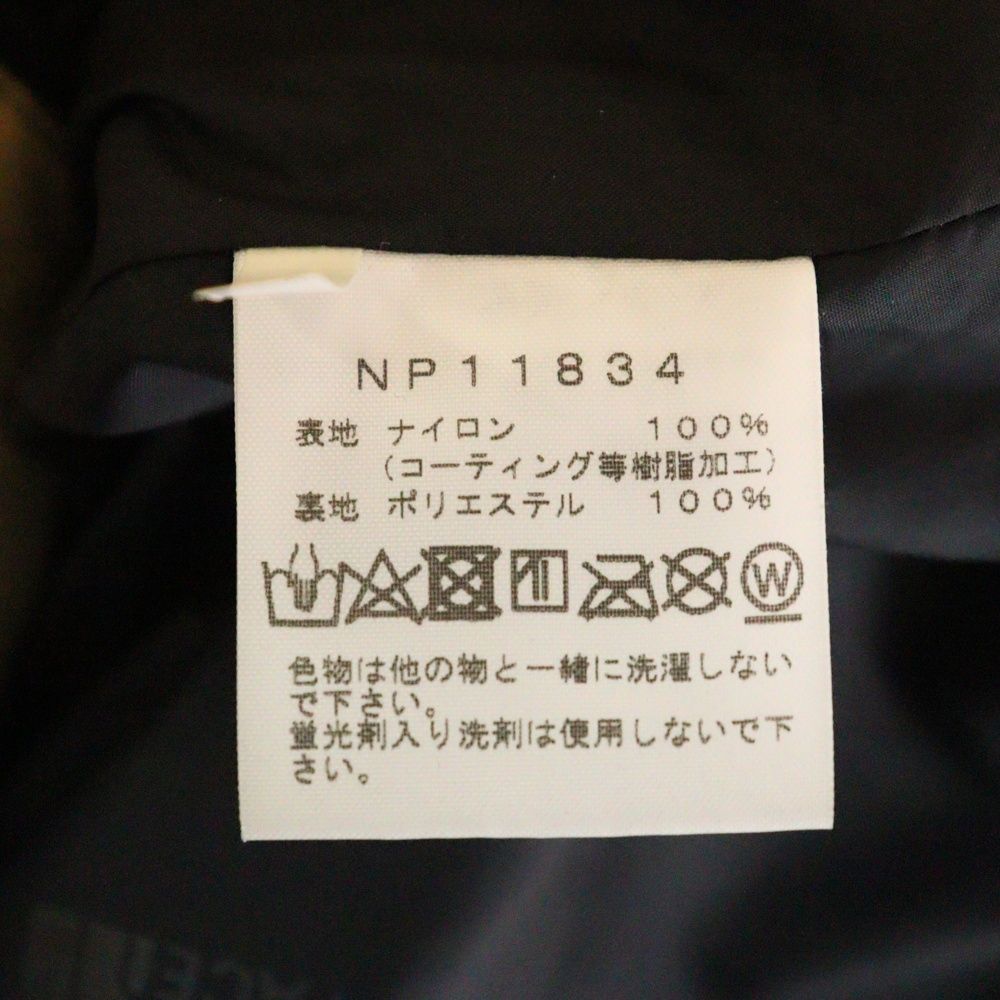 NP11834
表地 ナイロン 100%
(コーティング等樹脂加工)
裏地 ポリエステル 100%
W
色物は他の物と一緒に洗濯しない
で下さい。
蛍光剤入り洗剤は使用しないで下
さい。